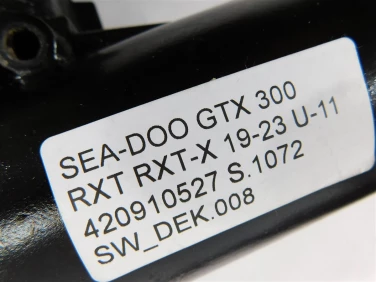 SEA-DOO GTX 300
RXT RXT-X 19-23 U-11
420910527 S.1072
SW_DEK.008